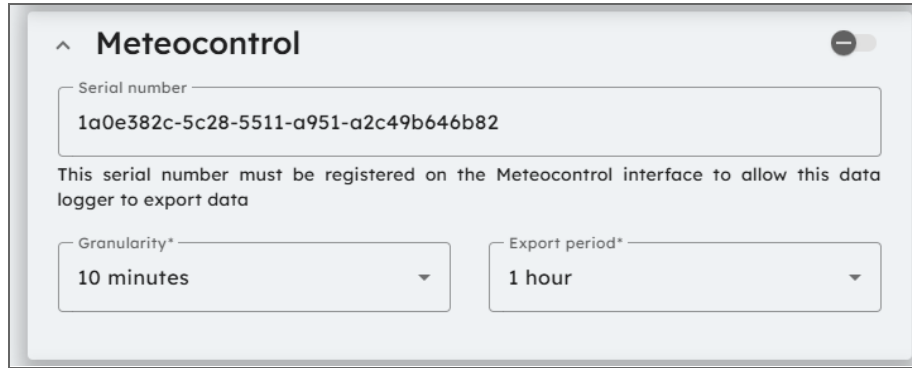 Meteocontrol
Serial number
1a0e382c-5c28-5511-a951-a2c49b646b82
This serial number must be registered on the Meteocontrol interface to allow this data
logger to export data
Granularity*
Export period*
10 minutes
1 hour